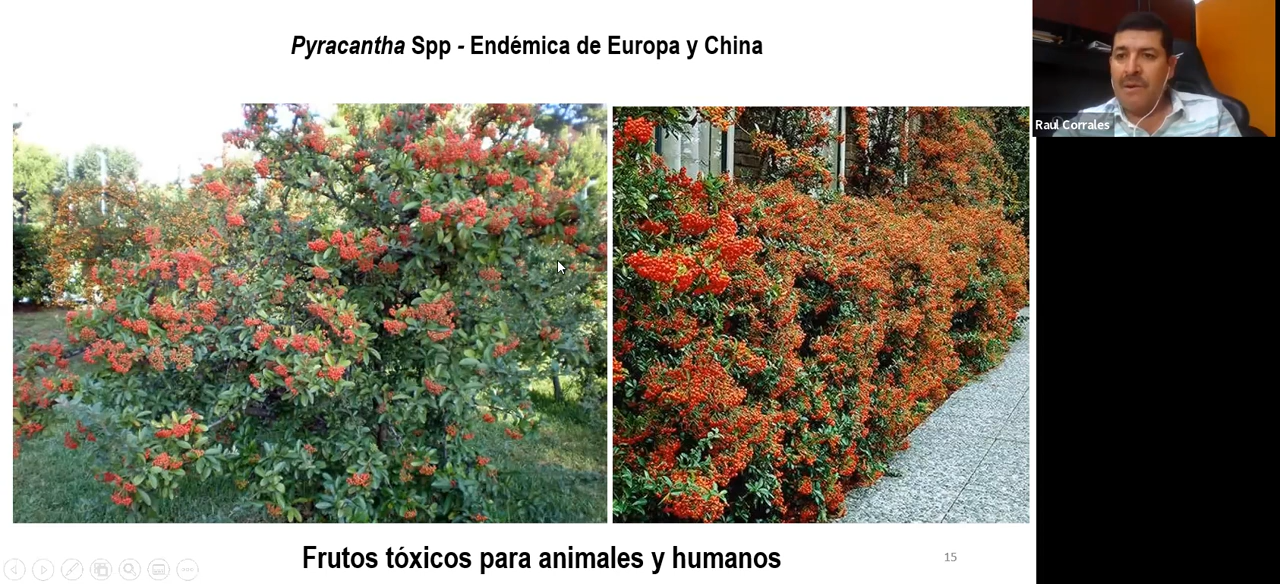 Pyracantha Spp - Endémica de Europa y China
Raul Corrales
Frutos tóxicos para animales y humanos
15